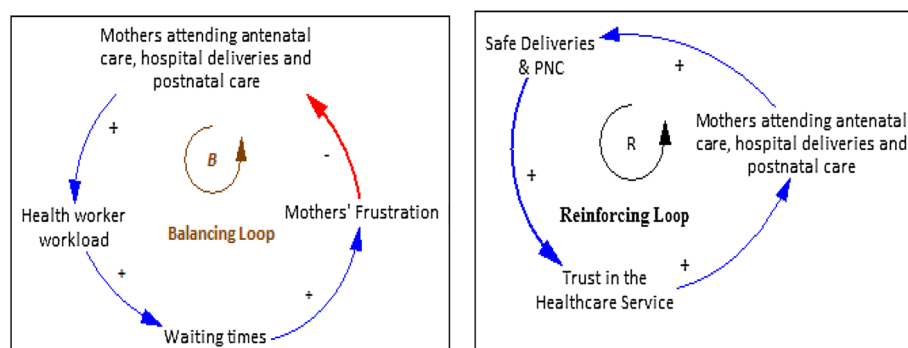 Mothers attending antenatal
care, hospital deliveries and
postnatal care
+
B
-
Health worker
workload
Balancing Loop
Mothers' Frustration
+
+
Waiting times
Safe Deliveries
& PNC
+
R
Mothers attending antenatal
care, hospital deliveries and
postnatal care
+
Reinforcing Loop
+
Trust in the
Healthcare Service